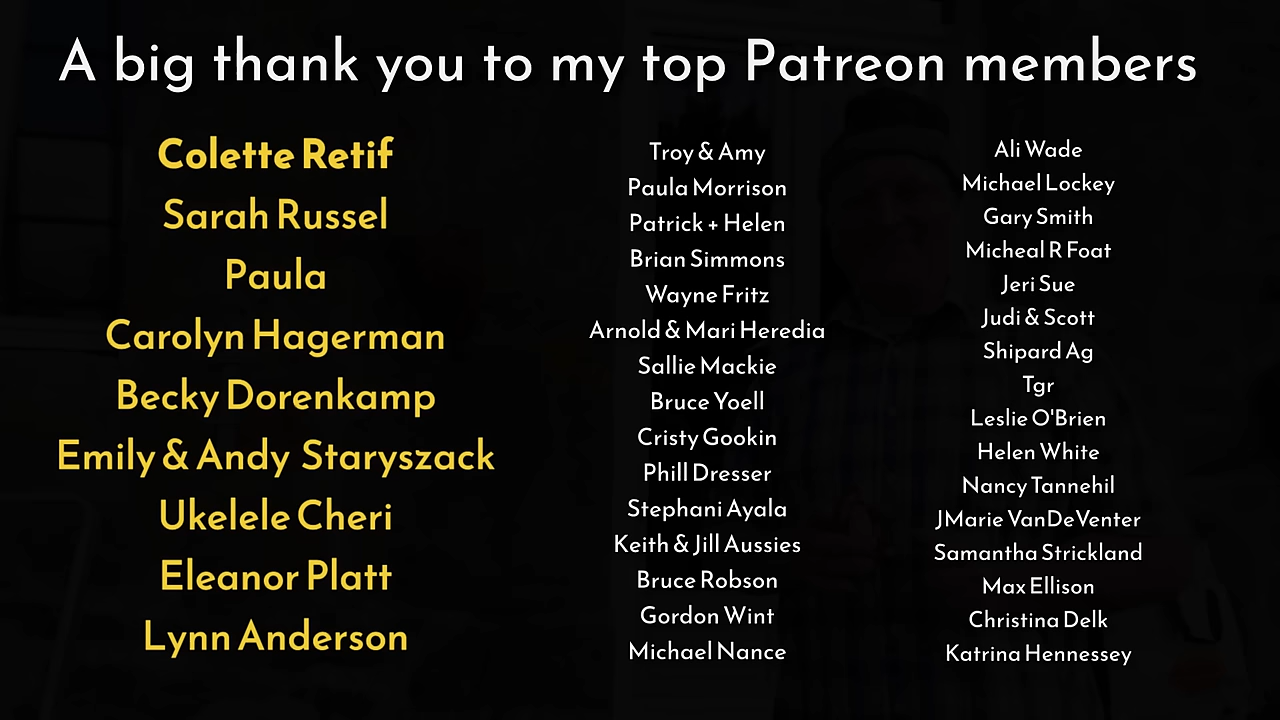 A big thank you to my top Patreon members
Colette Retif
Sarah Russel
Paula
Carolyn Hagerman
Becky Dorenkamp
Emily & Andy Staryszack
Ukelele Cheri
Eleanor Platt
Lynn Anderson
Troy & Amy
Paula Morrison
Patrick + Helen
Brian Simmons
Wayne Fritz
Arnold & Mari Heredia
Sallie Mackie
Bruce Yoell
Cristy Gookin
Phill Dresser
Stephani Ayala
Keith & Jill Aussies
Bruce Robson
Gordon Wint
Michael Nance
Ali Wade
Michael Lockey
Gary Smith
Micheal R Foat
Jeri Sue
Judi & Scott
Shipard Ag
Tgr
Leslie O'Brien
Helen White
Nancy Tannehil
JMarie VanDeVenter
Samantha Strickland
Max Ellison
Christina Delk
Katrina Hennessey